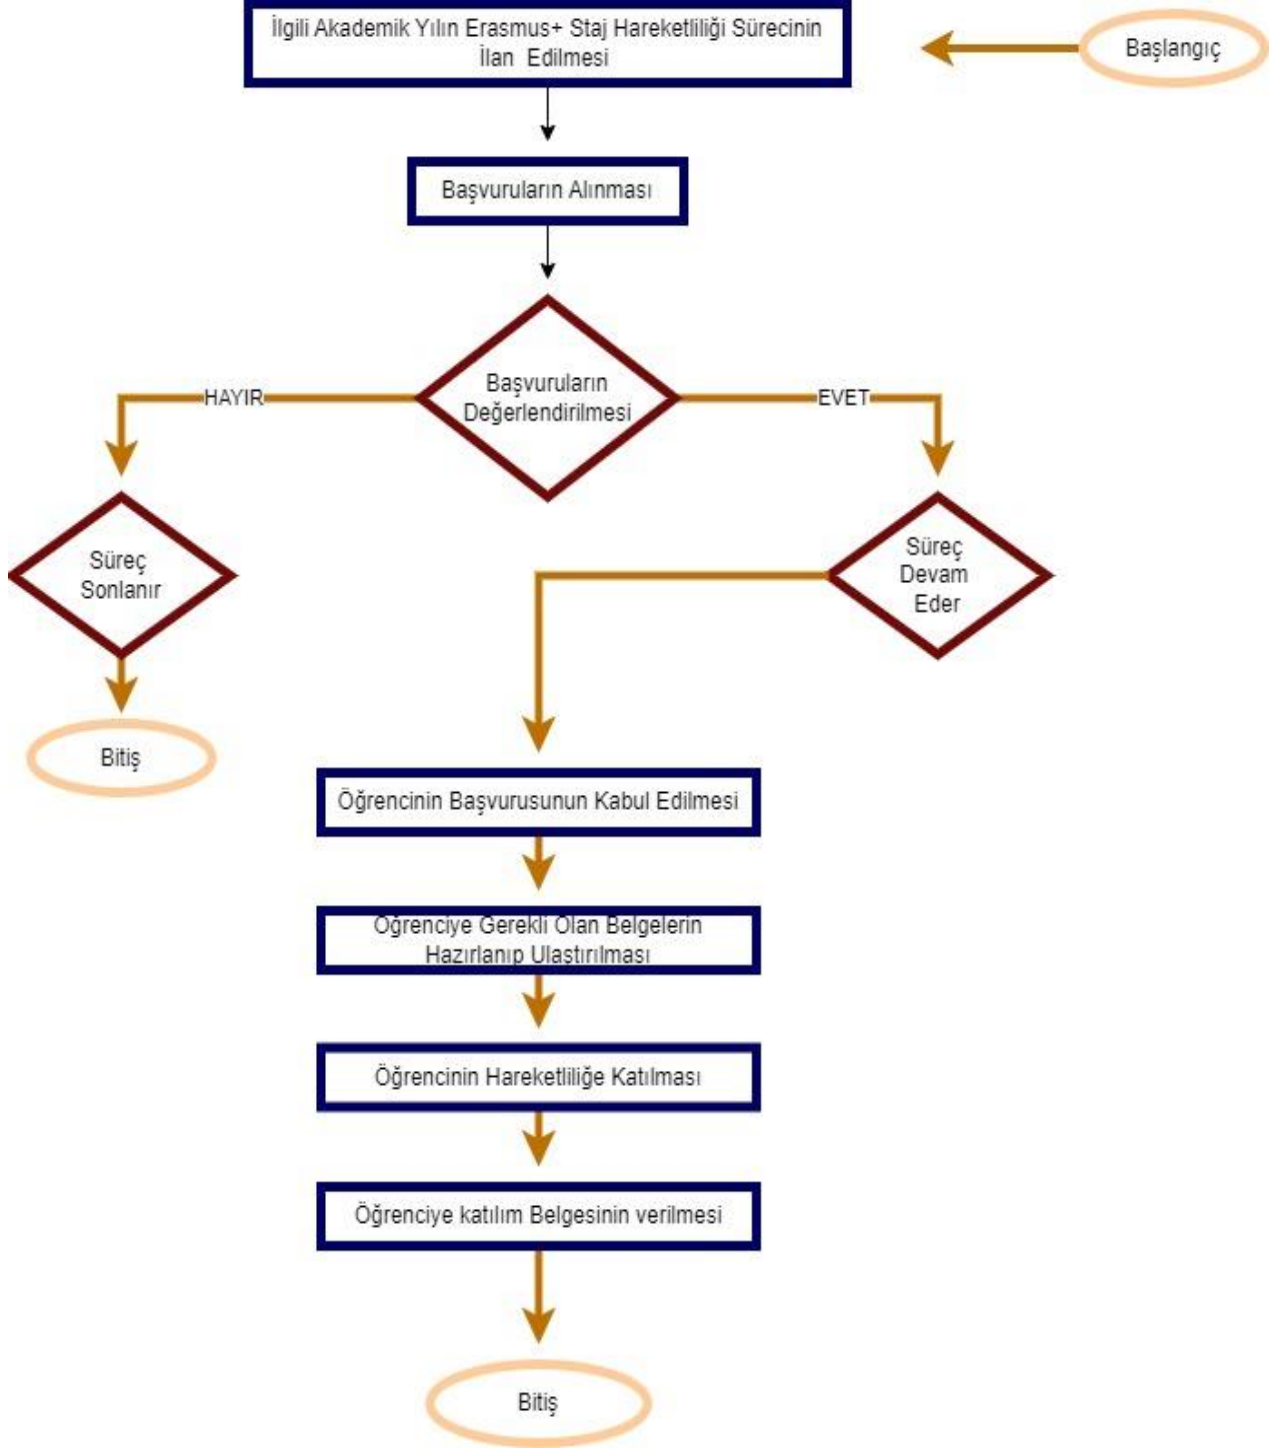 İlgili Akademik Yılın Erasmus+ Staj Hareketliliği Sürecinin
İlan Edilmesi
Başlangıç
Başvuruların Alınması
Başvuruların
Değerlendirilmesi
HAYIR
EVET
Süreç
Sonlanır
Süreç
Devam
Eder
Bitiş
Öğrencinin Başvurusunun Kabul Edilmesi
Öğrenciye Gerekli Olan Belgelerin
Hazırlanıp Ulaştırılması
Öğrencinin Hareketliliğe Katılması
Öğrenciye katılım Belgesinin verilmesi
Bitiş